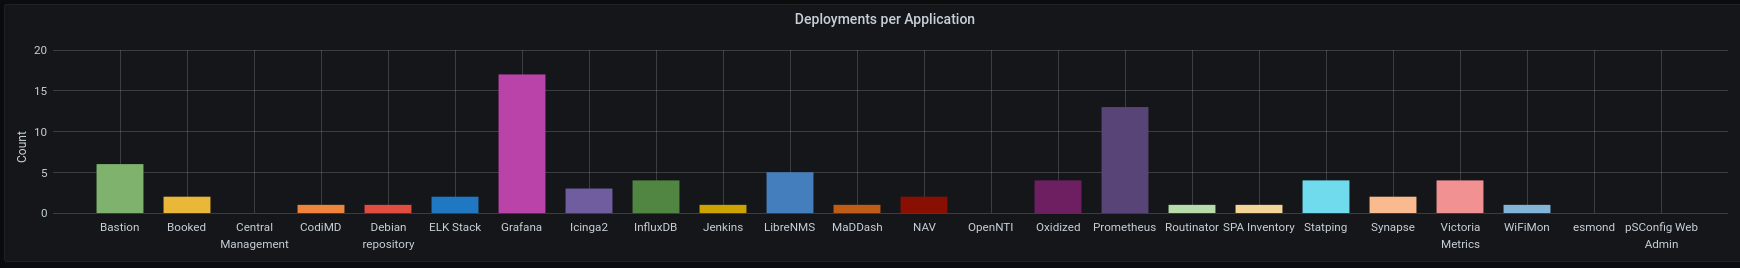 Deployments per Application
20
15
10
5
0
Count
Bastion
Booked
Central
Management
CodiMD
Debian
repository
ELK Stack
Grafana
Icinga2
InfluxDB
Jenkins
LibreNMS
MaDDash
NAV
OpenNTI
Oxidized
Prometheus
Routinator
SPA Inventory
Statping
Synapse
Victoria
Metrics
WiFiMon
esmond
pSConfig Web
Admin